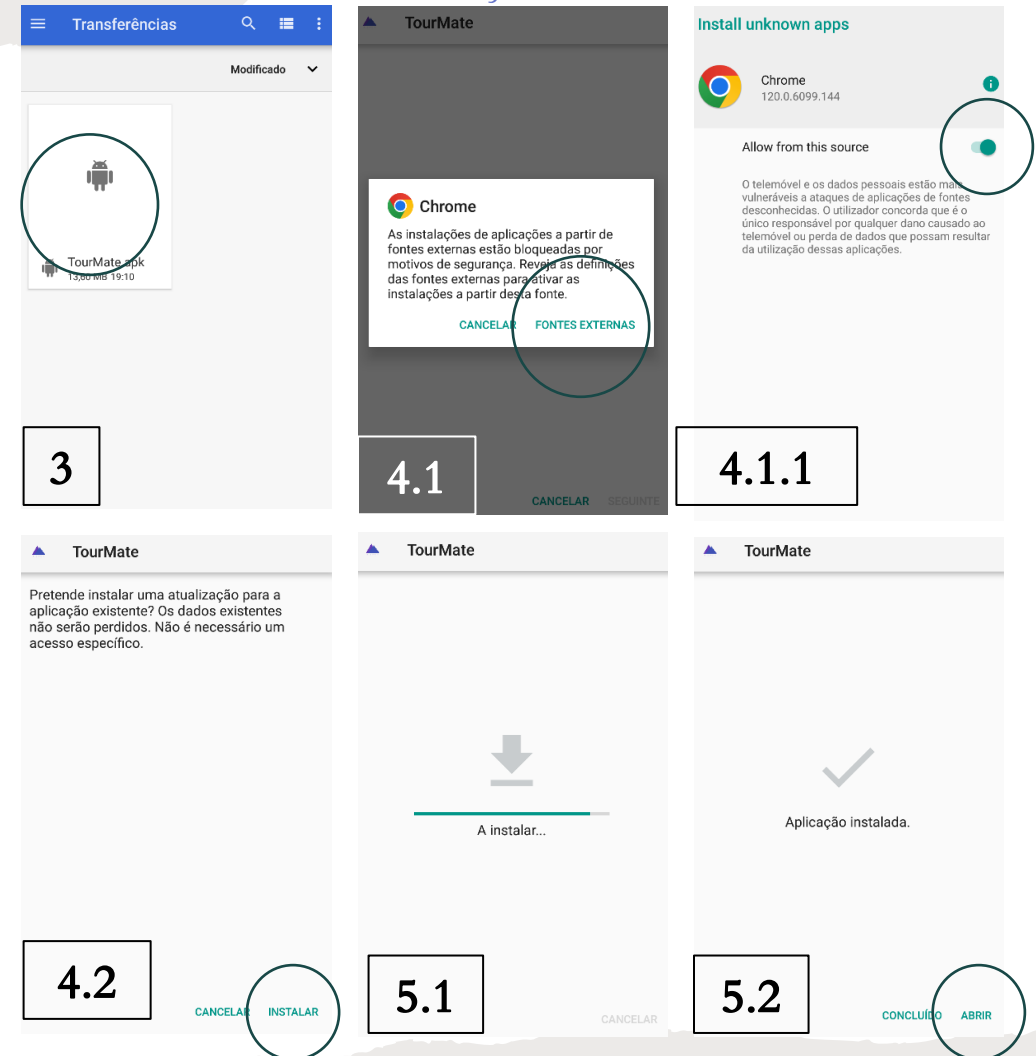 Transferências
Modificado
TourMate.apk
13,60 MB 19:10
3
TourMate
Chrome
As instalações de aplicações a partir de
fontes externas estão bloqueadas por
motivos de segurança. Reveja as definições
das fontes externas para ativar as
instalações a partir desta fonte.
CANCELAR FONTES EXTERNAS
4.1
CANCELAR SEGUINTE
Install unknown apps
Chrome
120.0.6099.144
Allow from this source
O telemóvel e os dados pessoais estão mais
vulneráveis a ataques de aplicações de fontes
desconhecidas. O utilizador concorda que é o
único responsável por qualquer dano causado ao
telemóvel ou perda de dados que possam resultar
da utilização dessas aplicações.
4.1.1
TourMate
Pretende instalar uma atualização para a
aplicação existente? Os dados existentes
não serão perdidos. Não é necessário um
acesso específico.
4.2
CANCELAR INSTALAR
TourMate
A instalar...
5.1
CANCELAR
TourMate
Aplicação instalada.
5.2
CONCLUÍDO ABRIR